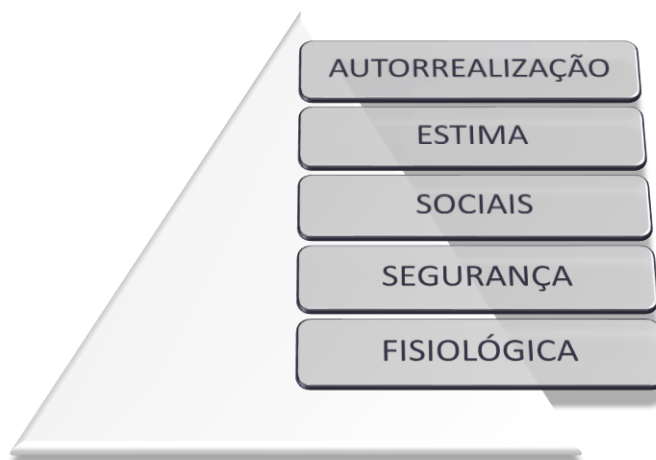 AUTORREALIZAÇÃO
ESTIMA
SOCIAIS
SEGURANÇA
FISIOLÓGICA